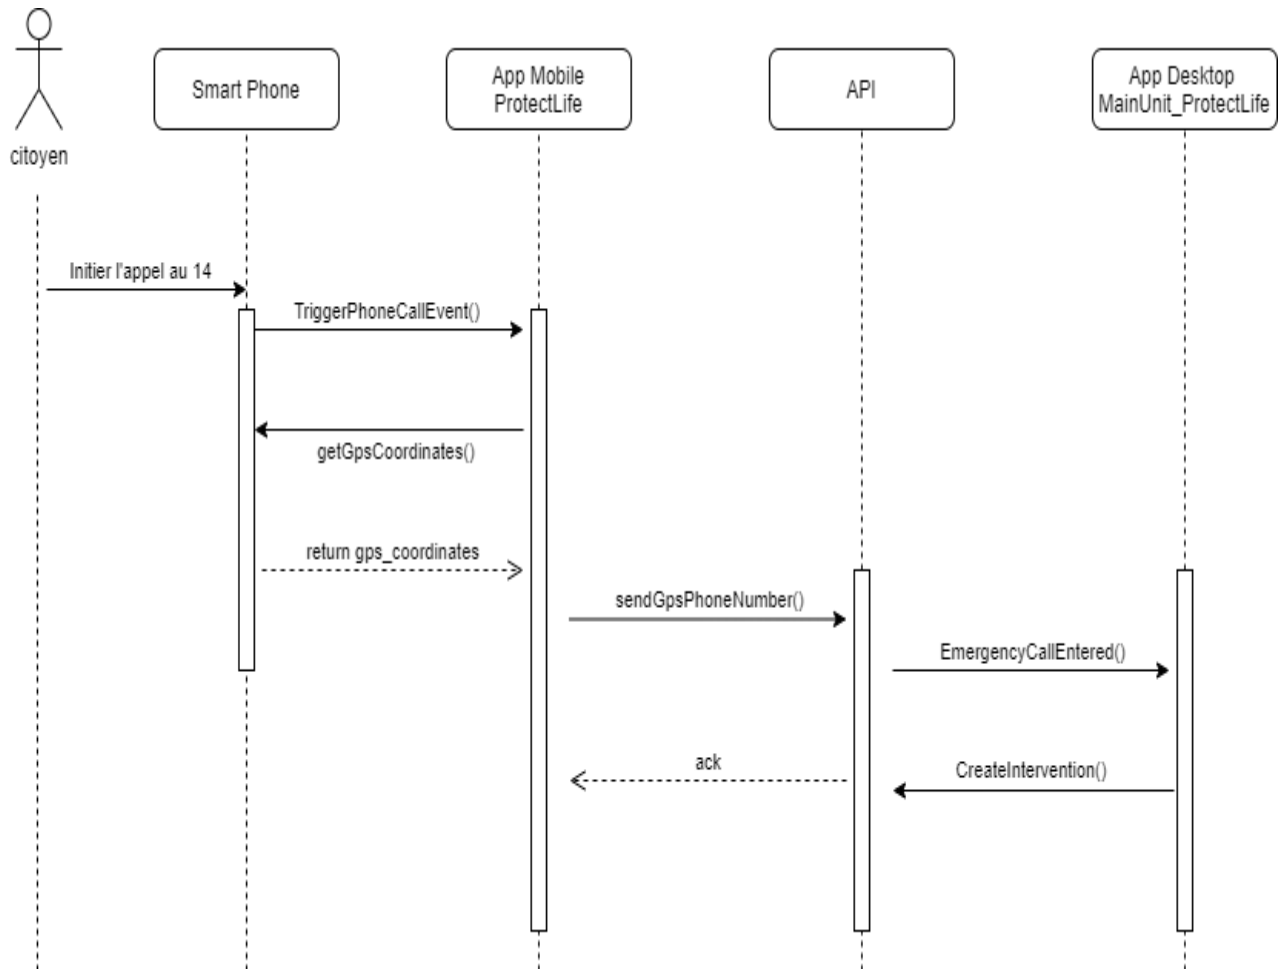 citoyen
Smart Phone
App Mobile
ProtectLife
API
App Desktop
MainUnit_ProtectLife
Initier l'appel au 14
TriggerPhoneCallEvent()
getGpsCoordinates()
return gps_coordinates
sendGpsPhoneNumber()
EmergencyCallEntered()
ack
CreateIntervention()